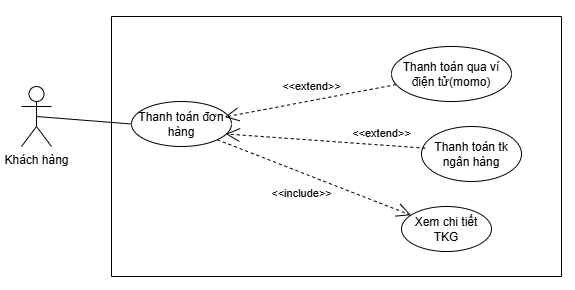 Thanh toán qua ví
điện tử(momo)
<<extend>>
Thanh toán đơn
hàng
<<extend>>
Thanh toán tk
ngân hàng
Khách hàng
<<include>>
Xem chi tiết
TKG